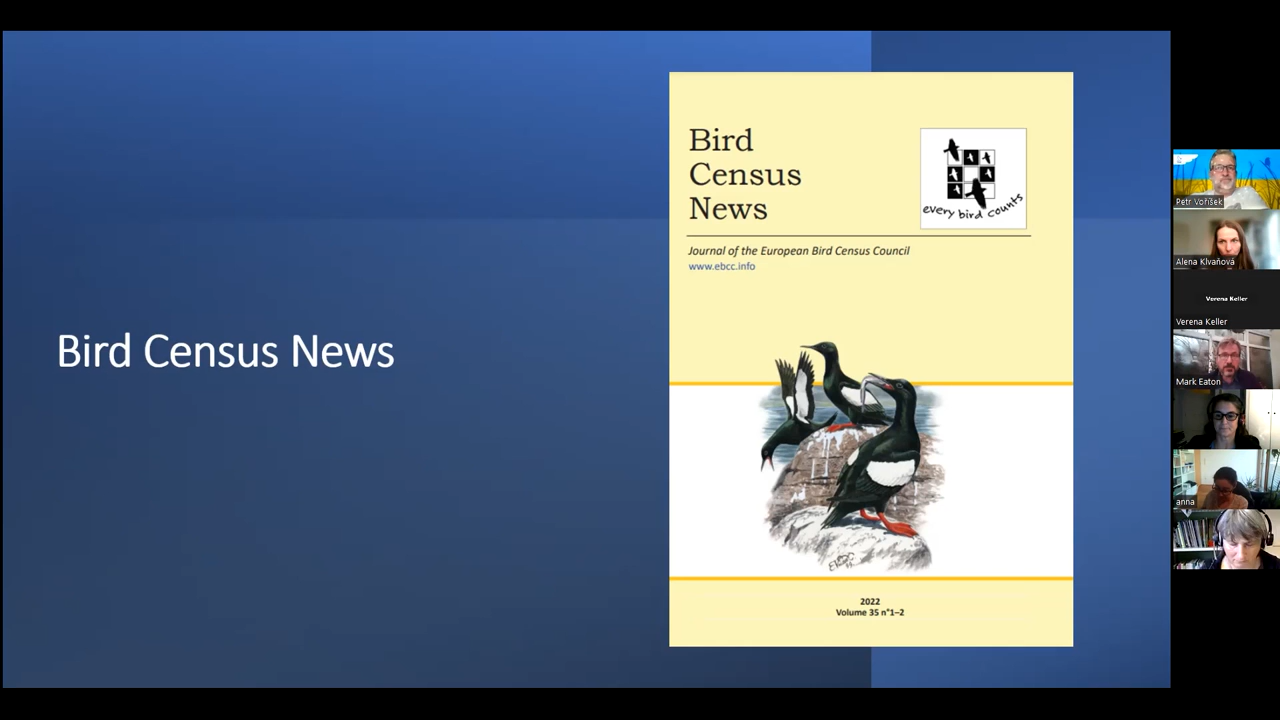 Bird Census News
Bird
Census
News
every bird counts
Journal of the European Bird Census Council
www.ebcc.info
2022
Volume 35 n°1–2
Petr Voříšek
Alena Klvaňová
Verena Keller
Verena Keller
Mark Eaton
anna